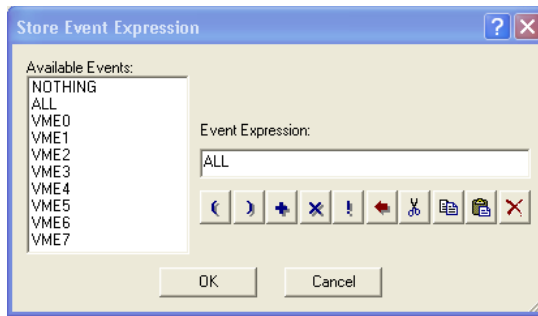 Store Event Expression
Available Events:
NOTHING
ALL
VME0
VME1
VME2
VME3
VME4
VME5
VME6
VME7
Event Expression:
ALL
( ) + × !
OK Cancel